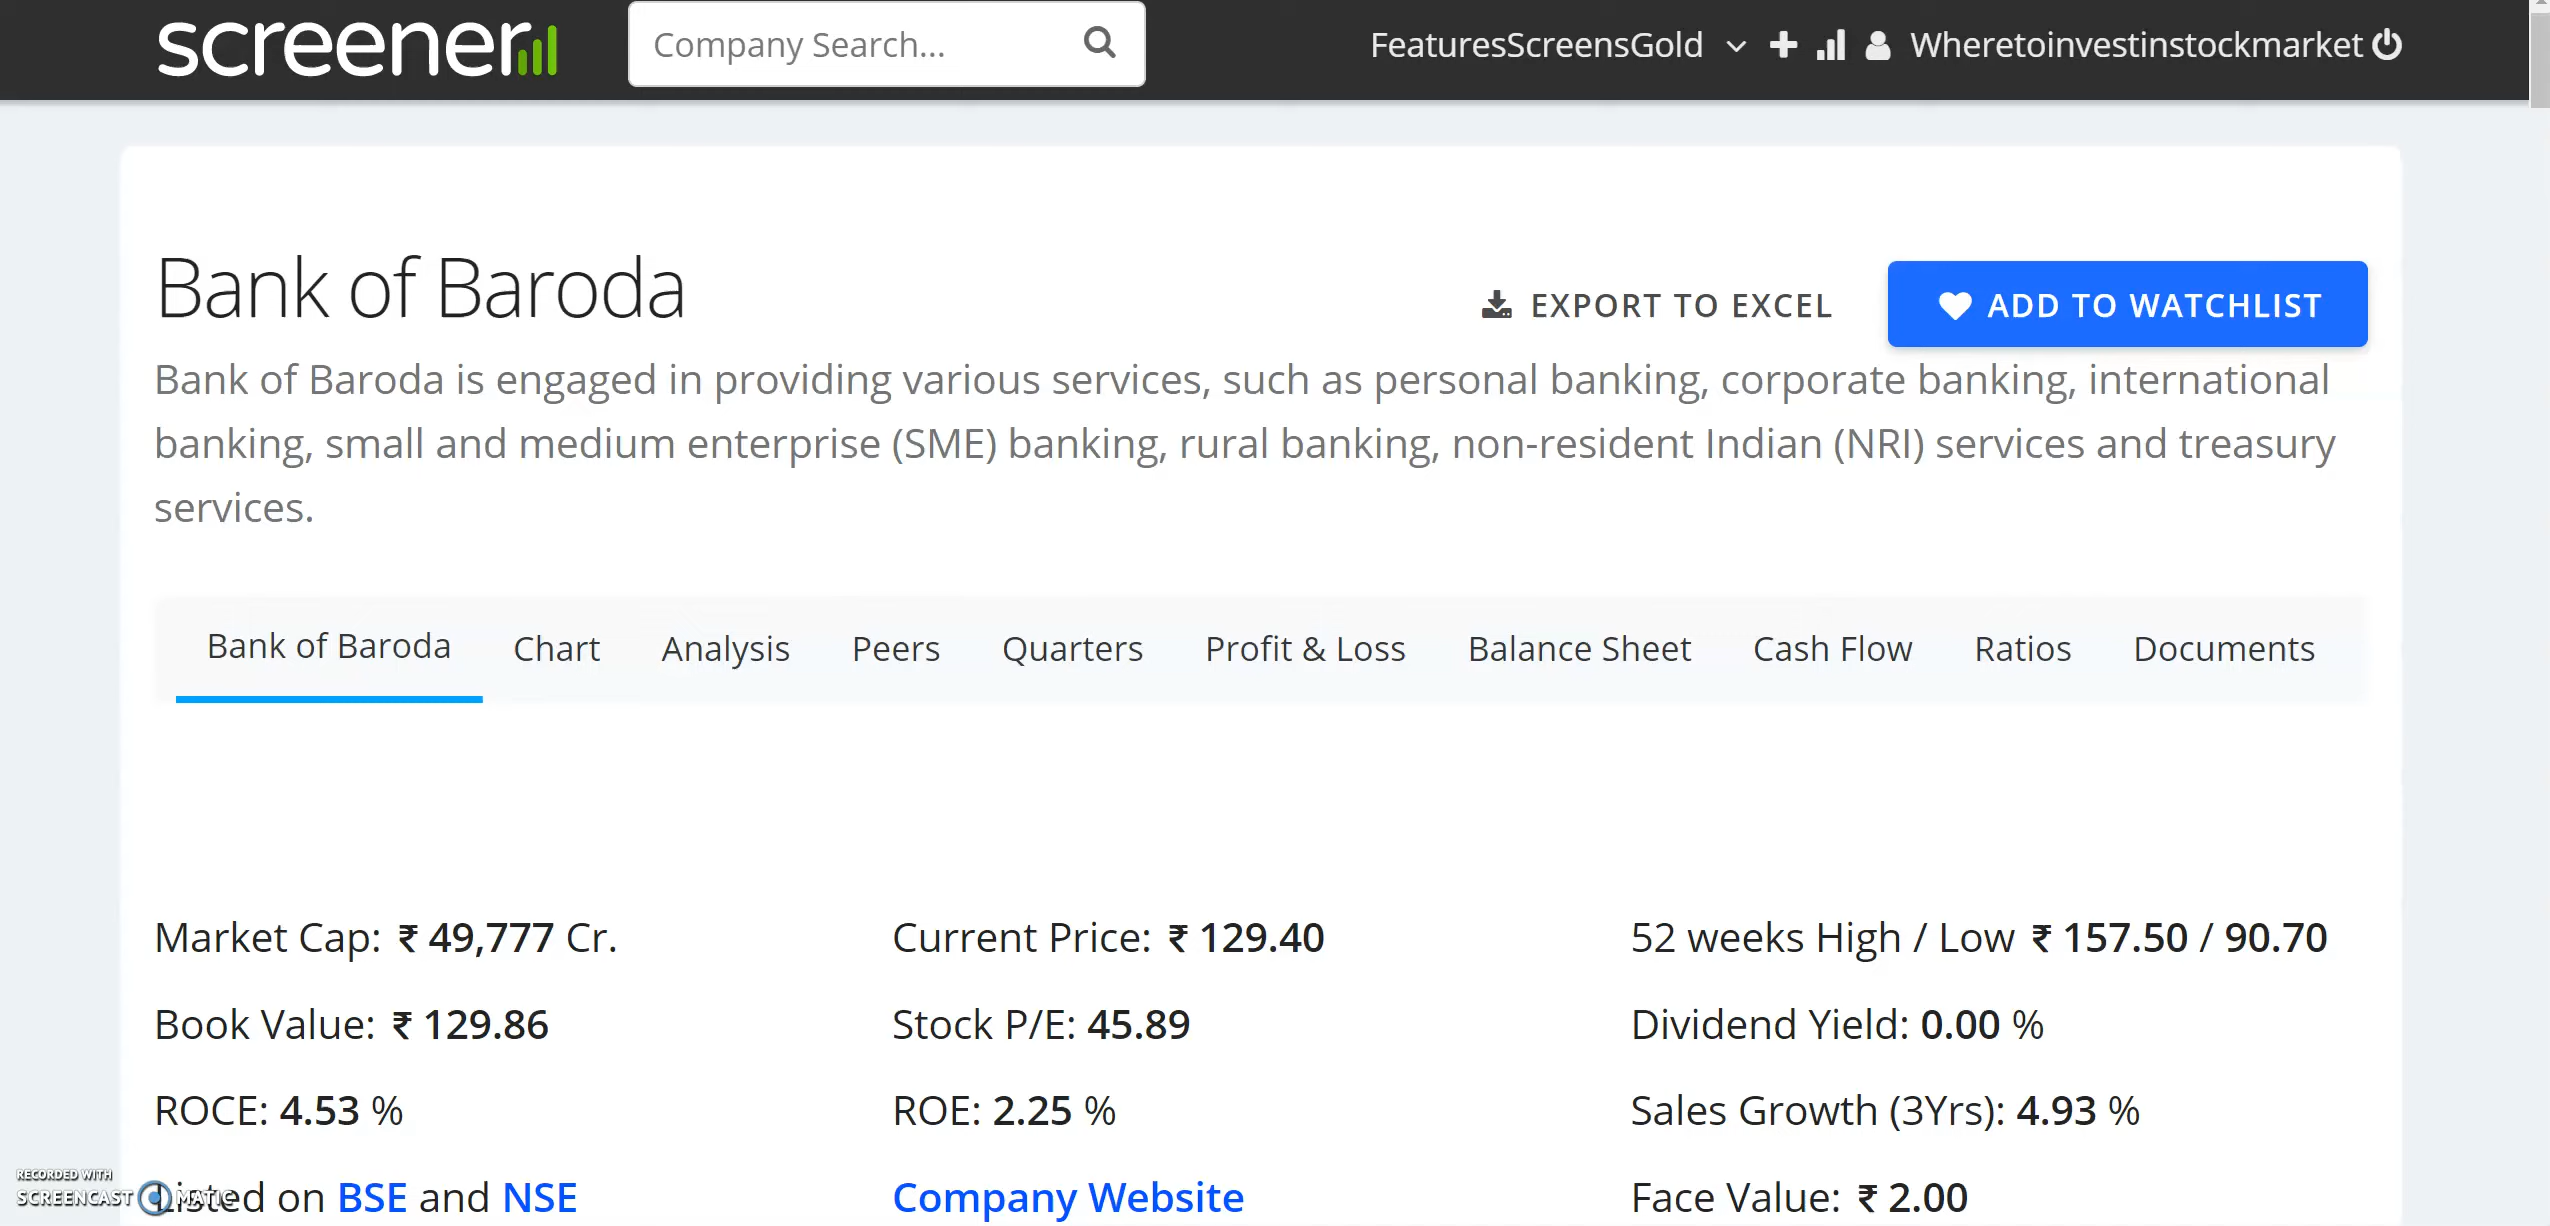 screener
Company Search...
FeaturesScreensGold
Wheretoinvestinstockmarket
Bank of Baroda
EXPORT TO EXCEL
ADD TO WATCHLIST
Bank of Baroda is engaged in providing various services, such as personal banking, corporate banking, international
banking, small and medium enterprise (SME) banking, rural banking, non-resident Indian (NRI) services and treasury
services.
Bank of Baroda Chart Analysis Peers Quarters Profit & Loss Balance Sheet Cash Flow Ratios Documents
Market Cap: ₹ 49,777 Cr. Current Price: ₹ 129.40 52 weeks High / Low ₹ 157.50 / 90.70
Book Value: ₹ 129.86 Stock P/E: 45.89 Dividend Yield: 0.00 %
ROCE: 4.53 % ROE: 2.25 % Sales Growth (3Yrs): 4.93 %
Listed on BSE and NSE Company Website Face Value: ₹ 2.00
RECORDED WITH
SCREENCAST MATIC